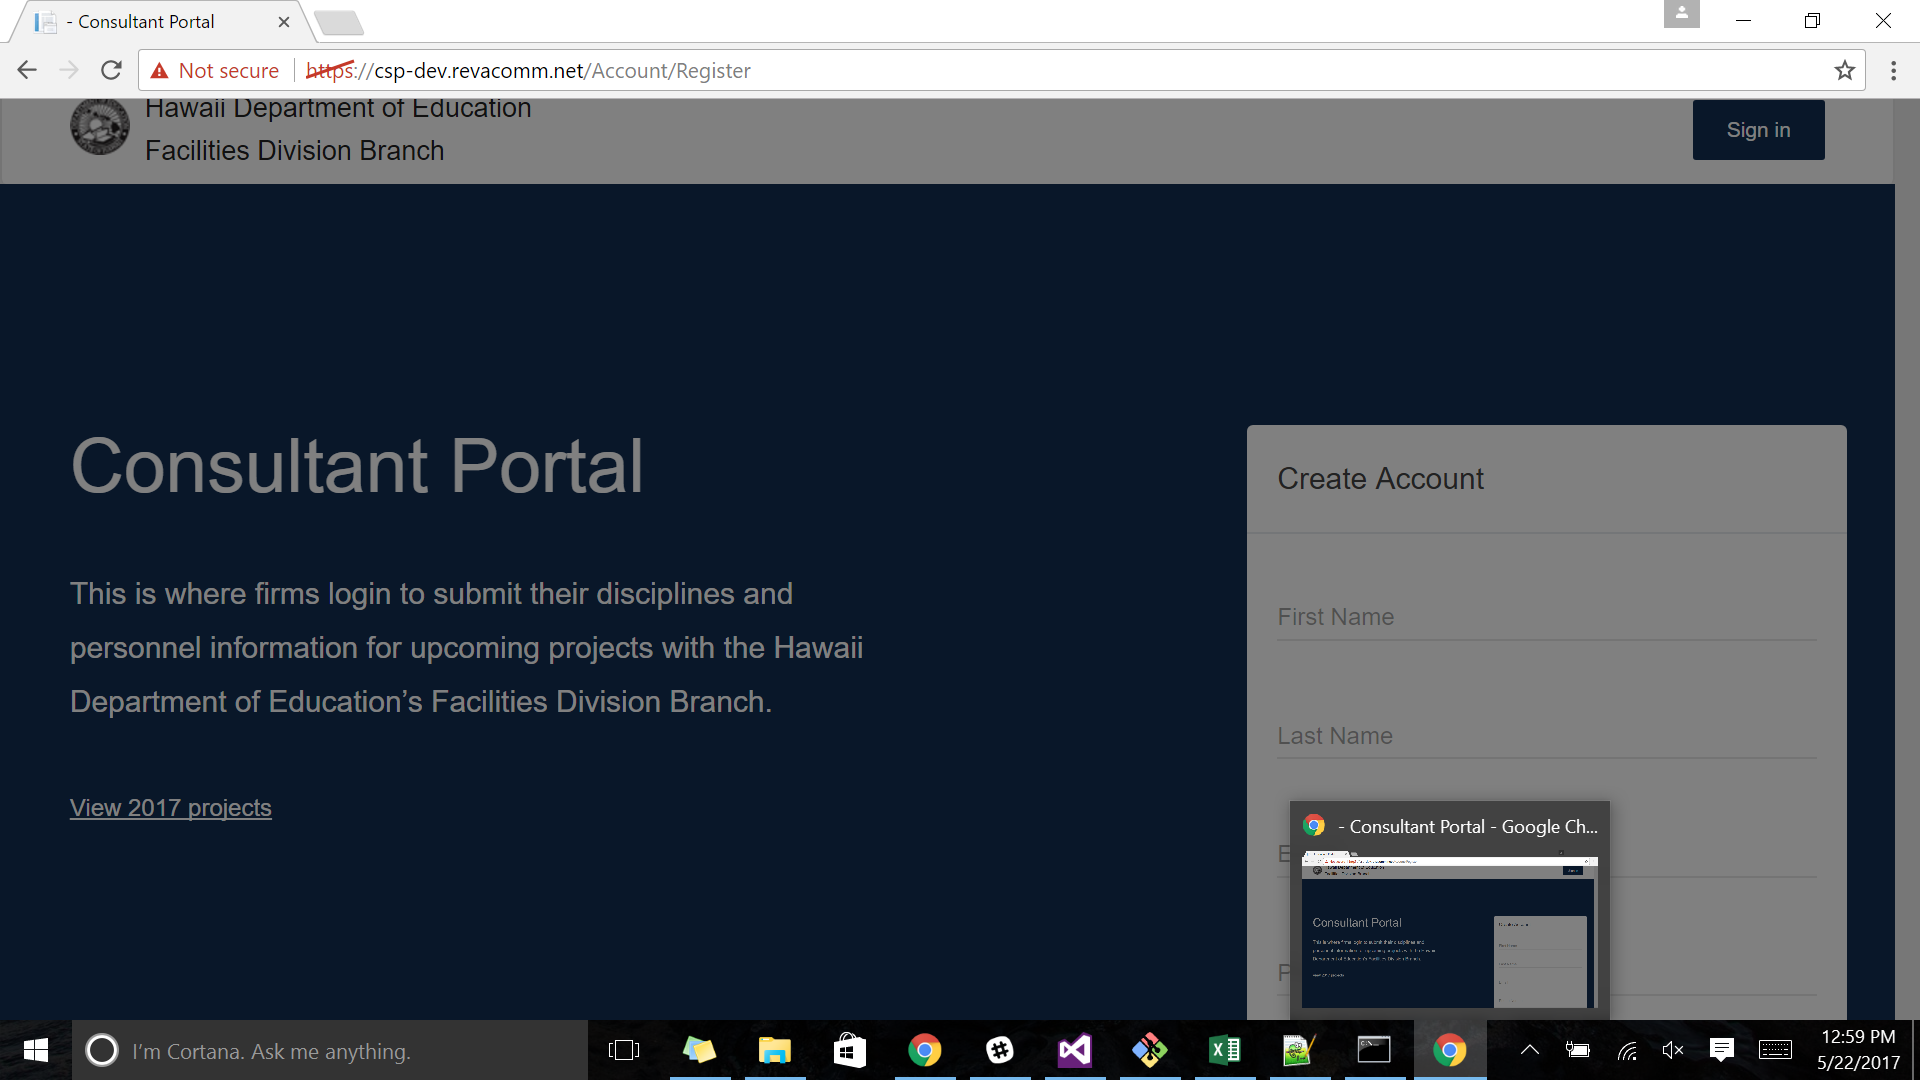 - Consultant Portal
Not secure
https://csp-dev.revacomm.net/Account/Register
Hawaii Department of Education
Facilities Division Branch
Sign in
Consultant Portal
This is where firms login to submit their disciplines and
personnel information for upcoming projects with the Hawaii
Department of Education’s Facilities Division Branch.
View 2017 projects
Create Account
First Name
Last Name
E
P
- Consultant Portal - Google Ch...
Consultant Portal
I'm Cortana. Ask me anything.
12:59 PM
5/22/2017